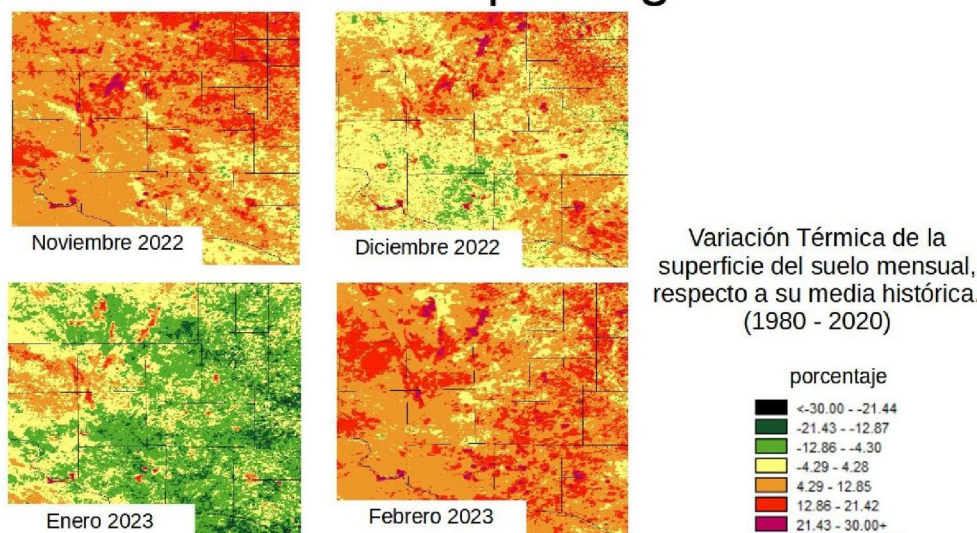 Noviembre 2022
Diciembre 2022
Variación Térmica de la
superficie del suelo mensual,
respecto a su media histórica.
(1980 - 2020)
Enero 2023
Febrero 2023
porcentaje
<-30.00 - -21.44
-21.43 - -12.87
-12.86 - -4.30
-4.29 - 4.28
4.29 - 12.85
12.86 - 21.42
21.43 - 30.00+